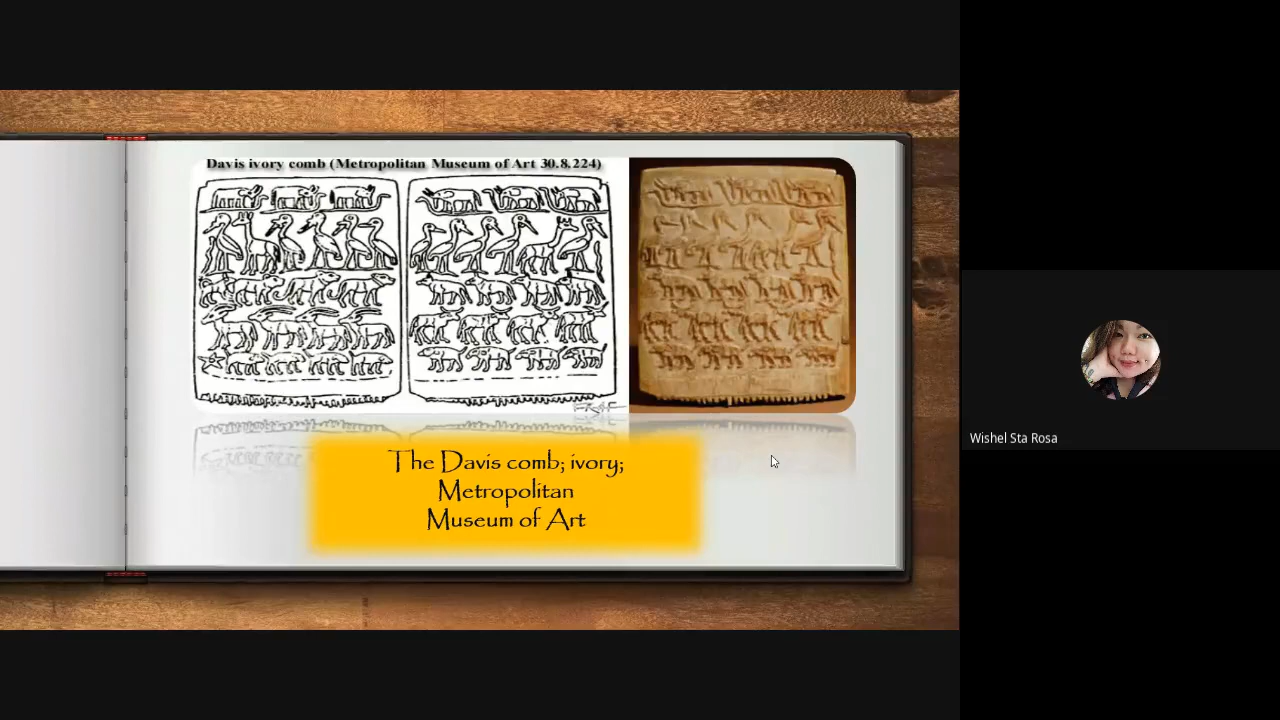 Davis ivory comb (Metropolitan Museum of Art 30.8.224)
The Davis comb; ivory;
Metropolitan
Museum of Art
Wishel Sta Rosa